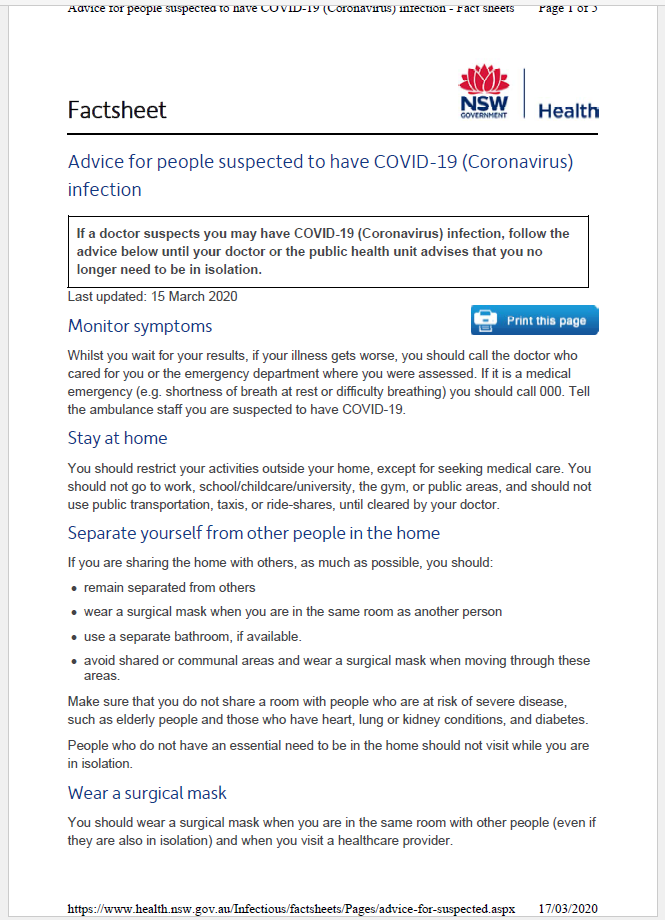 Advice for people suspected to have COVID-19 (Coronavirus) infection - Fact sheets Page 1 of 3
NSW
GOVERNMENT
Health
Factsheet
Advice for people suspected to have COVID-19 (Coronavirus)
infection
If a doctor suspects you may have COVID-19 (Coronavirus) infection, follow the
advice below until your doctor or the public health unit advises that you no
longer need to be in isolation.
Last updated: 15 March 2020
Print this page
Monitor symptoms
Whilst you wait for your results, if your illness gets worse, you should call the doctor who
cared for you or the emergency department where you were assessed. If it is a medical
emergency (e.g. shortness of breath at rest or difficulty breathing) you should call 000. Tell
the ambulance staff you are suspected to have COVID-19.
Stay at home
You should restrict your activities outside your home, except for seeking medical care. You
should not go to work, school/childcare/university, the gym, or public areas, and should not
use public transportation, taxis, or ride-shares, until cleared by your doctor.
Separate yourself from other people in the home
If you are sharing the home with others, as much as possible, you should:
• remain separated from others
• wear a surgical mask when you are in the same room as another person
• use a separate bathroom, if available.
• avoid shared or communal areas and wear a surgical mask when moving through these
areas.
Make sure that you do not share a room with people who are at risk of severe disease,
such as elderly people and those who have heart, lung or kidney conditions, and diabetes.
People who do not have an essential need to be in the home should not visit while you are
in isolation.
Wear a surgical mask
You should wear a surgical mask when you are in the same room with other people (even if
they are also in isolation) and when you visit a healthcare provider.
https://www.health.nsw.gov.au/Infectious/factsheets/Pages/advice-for-suspected.aspx 17/03/2020